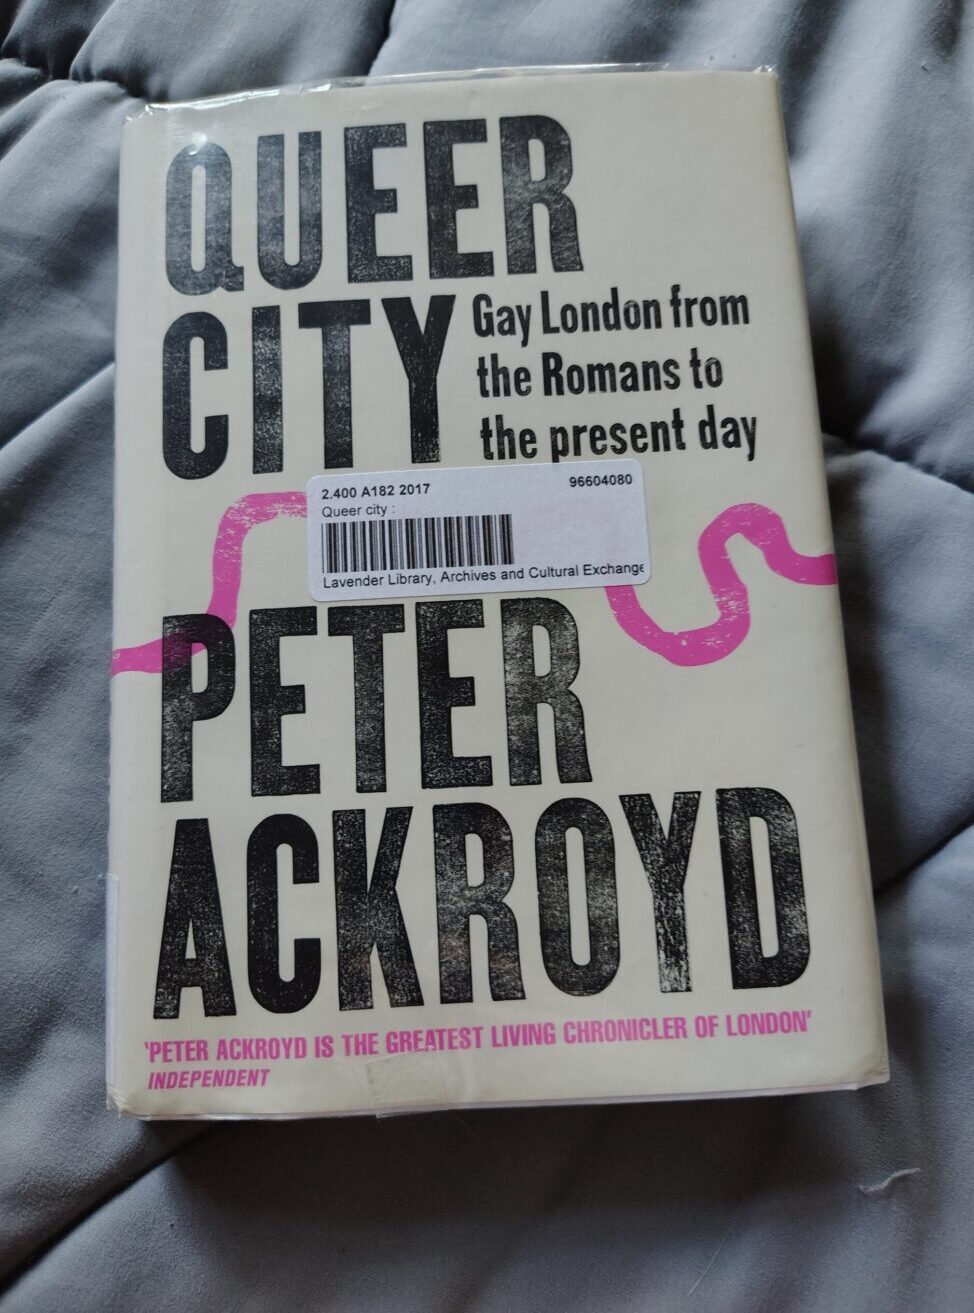 QUEER
CITY
Gay London from
the Romans to
the present day
2.400 A182 2017 96604080
Queer city :
Lavender Library, Archives and Cultural Exchange
PETER
ACKROYD
'PETER ACKROYD IS THE GREATEST LIVING CHRONICLER OF LONDON'
INDEPENDENT